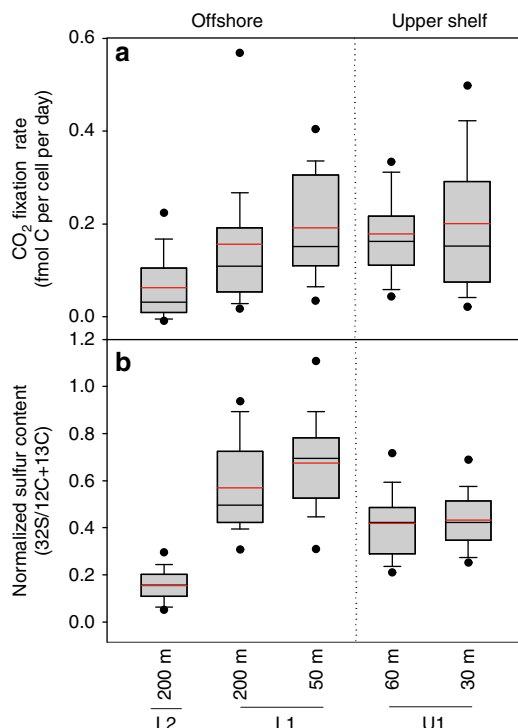 Offshore Upper shelf
a
CO2 fixation rate
(fmol C per cell per day)
0.6
0.4
0.2
0.0
1.2
b
Normalized sulfur content
(32S/12C+13C)
1.0
0.8
0.6
0.4
0.2
0.0
200 m 200 m 50 m 60 m 30 m
L2 L1 U1